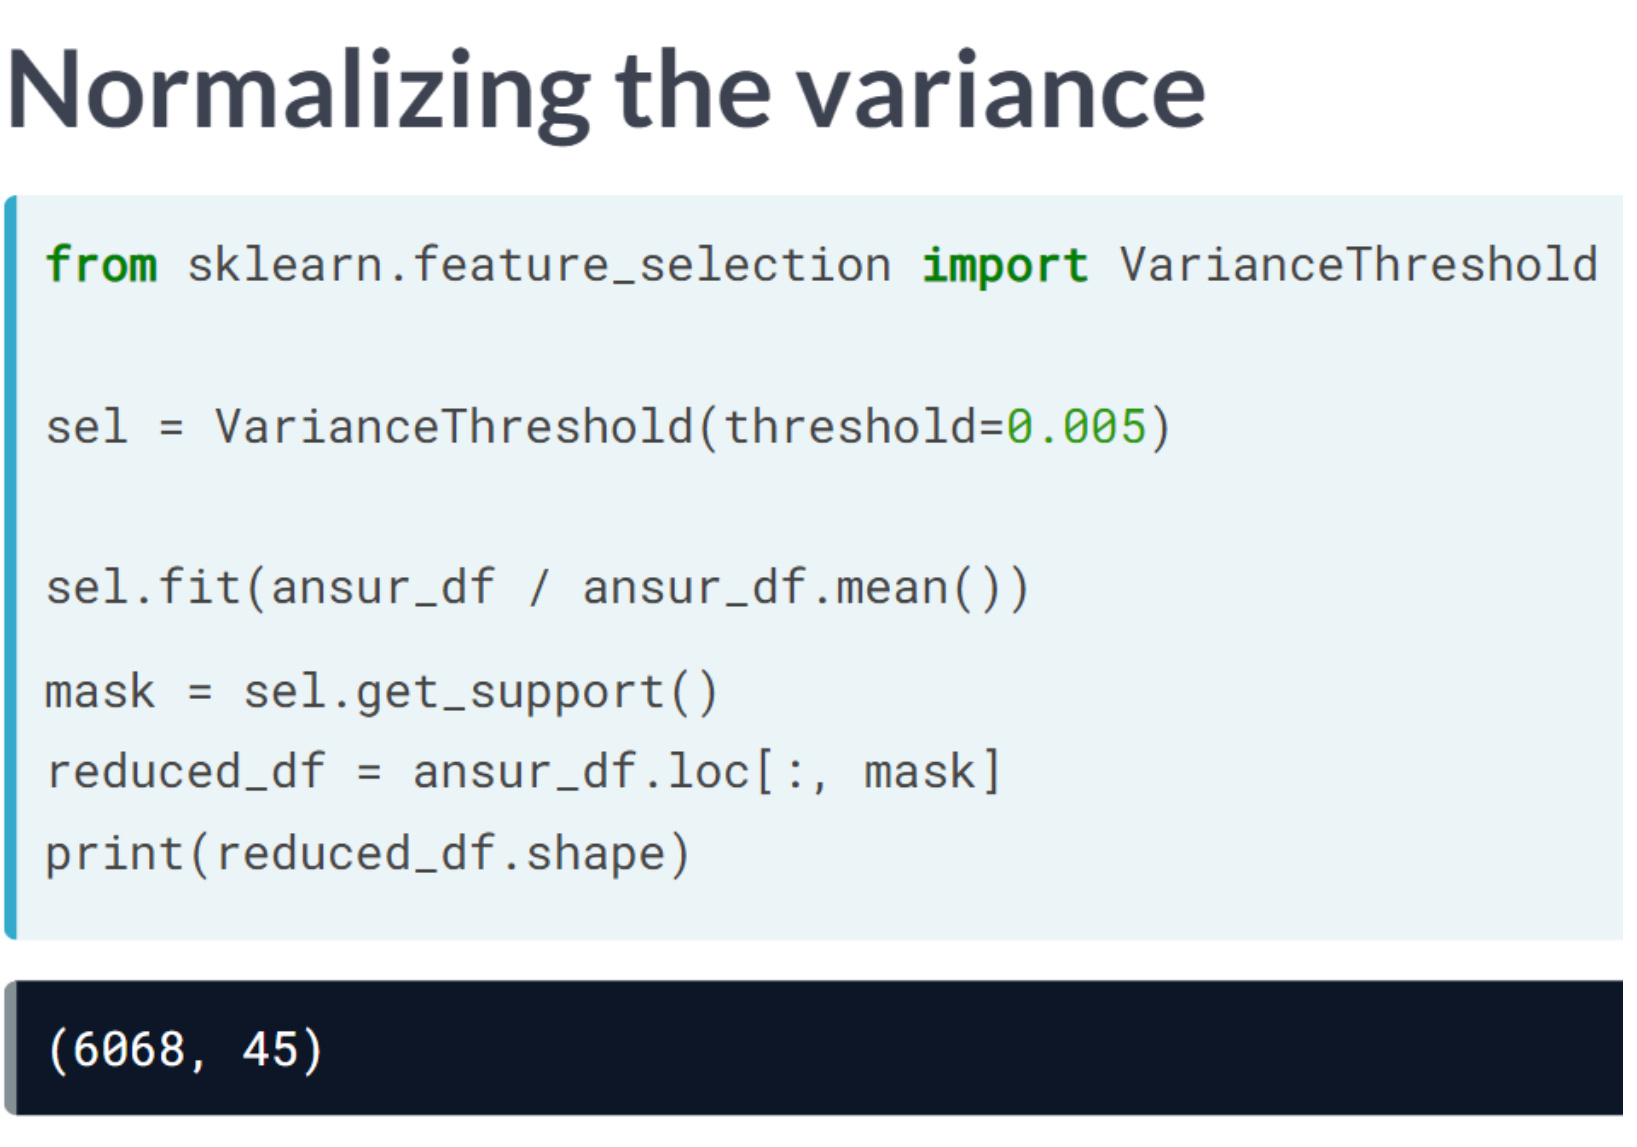 Normalizing the variance
from sklearn.feature_selection import VarianceThreshold
sel = VarianceThreshold(threshold=0.005)
sel.fit(ansur_df / ansur_df.mean())
mask = sel.get_support()
reduced_df = ansur_df.loc[:, mask]
print(reduced_df.shape)
(6068, 45)